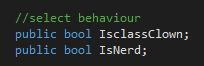 //select behaviour
public bool IsclassClown;
public bool IsNerd;